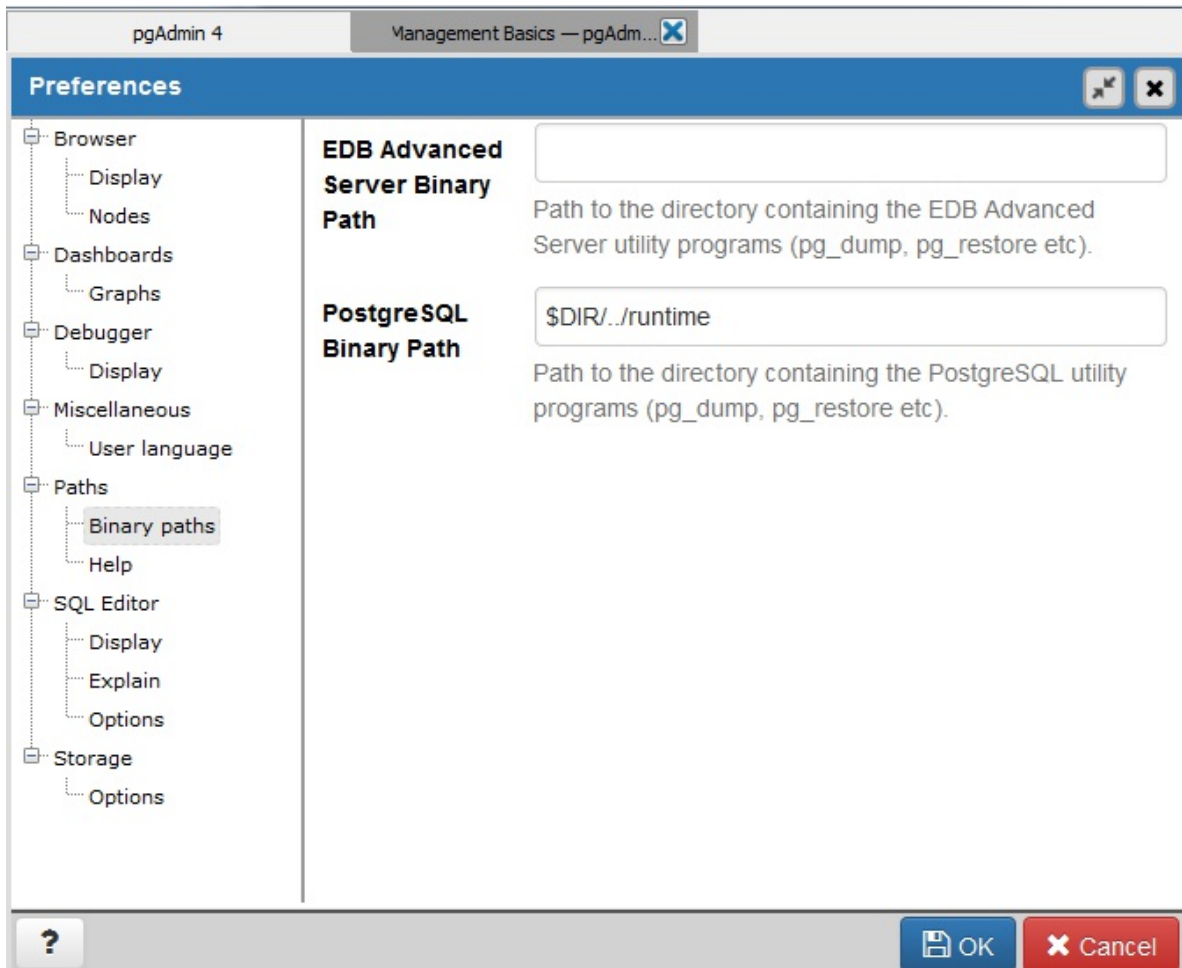 pgAdmin 4
Management Basics — pgAdm...
Preferences
Browser
Display
Nodes
Dashboards
Graphs
Debugger
Display
Miscellaneous
User language
Paths
Binary paths
Help
SQL Editor
Display
Explain
Options
Storage
Options
EDB Advanced
Server Binary
Path
Path to the directory containing the EDB Advanced
Server utility programs (pg_dump, pg_restore etc).
PostgreSQL
Binary Path
$DIR/../runtime
Path to the directory containing the PostgreSQL utility
programs (pg_dump, pg_restore etc).
?
OK
Cancel